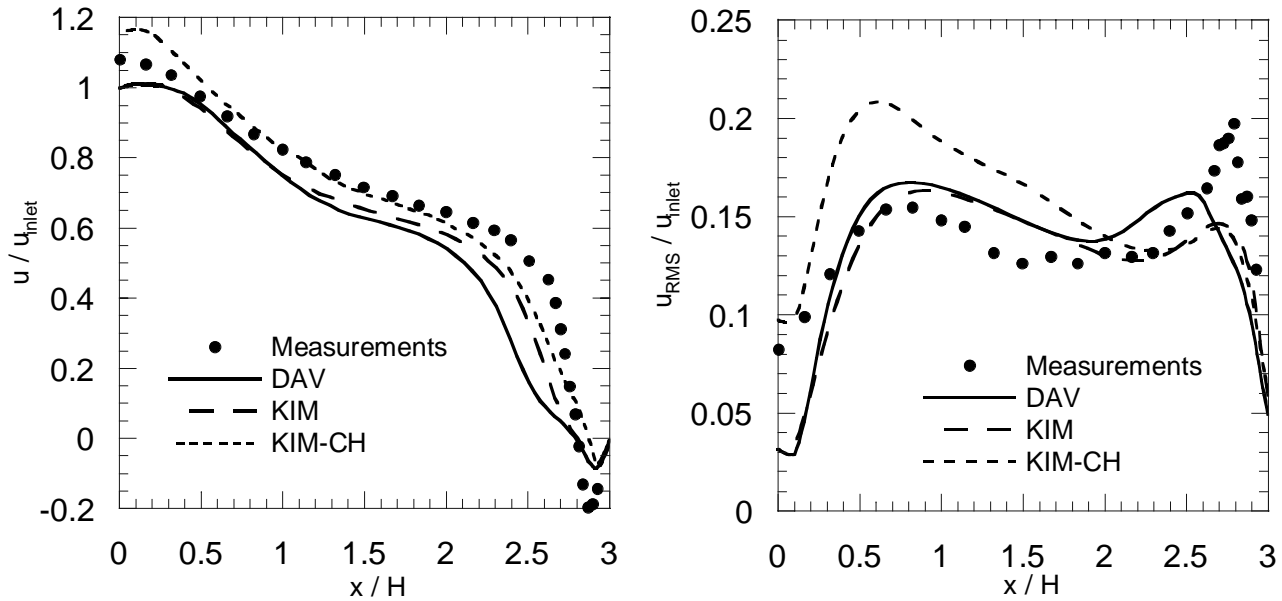 1.2
1
0.8
0.6
0.4
0.2
0
-0.2
u / u_inlet
0 0.5 1 1.5 2 2.5 3
x / H
Measurements
DAV
KIM
KIM-CH
0.25
0.2
0.15
0.1
0.05
0
u_RMS / u_inlet
0 0.5 1 1.5 2 2.5 3
x / H
Measurements
DAV
KIM
KIM-CH